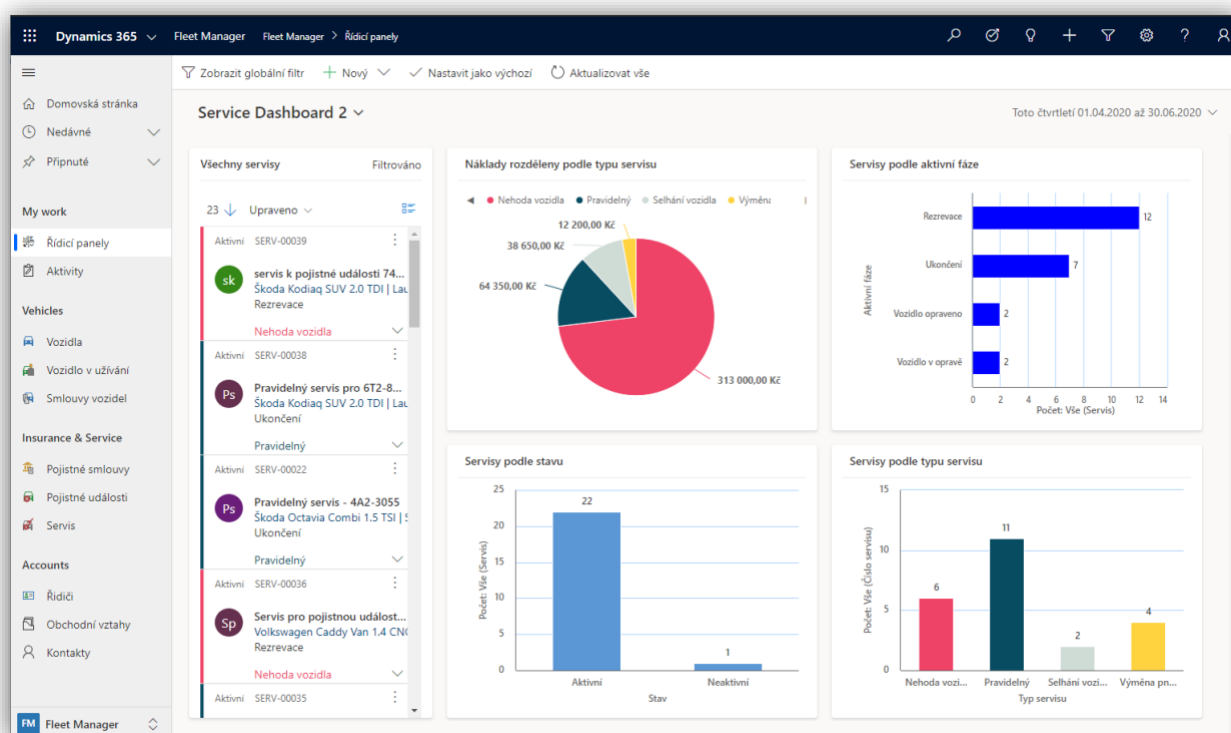 Dynamics 365 Fleet Manager Fleet Manager > Řídicí panely
Zobrazit globální filtr Nový Nastavit jako výchozí Aktualizovat vše
Domovská stránka
Nedávné
Připnuté
My work
Řídicí panely
Aktivity
Vehicles
Vozidla
Vozidlo v užívání
Smlouvy vozidel
Insurance & Service
Pojistné smlouvy
Pojistné události
Servis
Accounts
Řidiči
Obchodní vztahy
Kontakty
FM Fleet Manager
Service Dashboard 2
Toto čtvrtletí 01.04.2020 až 30.06.2020
Všechny servisy Filtrováno
23 Upraveno
Aktivní SERV-00039
sk
servis k pojistné události 74...
Škoda Kodiaq SUV 2.0 TDI | Lau
Rezervace
Nehoda vozidla
Aktivní SERV-00038
Ps
Pravidelný servis pro 6T2-8...
Škoda Kodiaq SUV 2.0 TDI | Lau
Ukončení
Pravidelný
Aktivní SERV-00022
Ps
Pravidelný servis - 4A2-3055
Škoda Octavia Combi 1.5 TSI | S
Ukončení
Pravidelný
Aktivní SERV-00036
Sp
Servis pro pojistnou událost...
Volkswagen Caddy Van 1.4 CNG
Rezervace
Nehoda vozidla
Aktivní SERV-00035
Náklady rozděleny podle typu servisu
Nehoda vozidla Pravidelný Selhání vozidla Výměna
12 200,00 Kč
38 650,00 Kč
64 350,00 Kč
313 000,00 Kč
Servisy podle aktivní fáze
Aktivní fáze
Rezrevace 12
Ukončení 7
Vozidlo opraveno 2
Vozidlo v opravě 2
0 2 4 6 8 10 12 14
Počet: Vše (Servis)
Servisy podle stavu
Počet: Vše (Servis)
25
20
15
10
5
0
22
1
Aktivní Neaktivní
Stav
Servisy podle typu servisu
Počet: Vše (Číslo servisu)
15
10
5
0
6
11
2
4
Nehoda vozi... Pravidelný Selhání vozi... Výměna pn...
Typ servisu